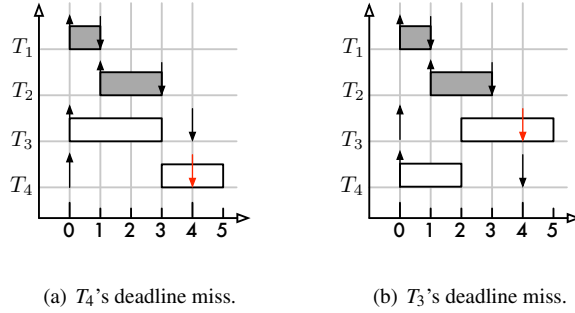 T₁ T₁
T₂ T₂
T₃ T₃
T₄ T₄
0 1 2 3 4 5 0 1 2 3 4 5
(a) T₄'s deadline miss. (b) T₃'s deadline miss.